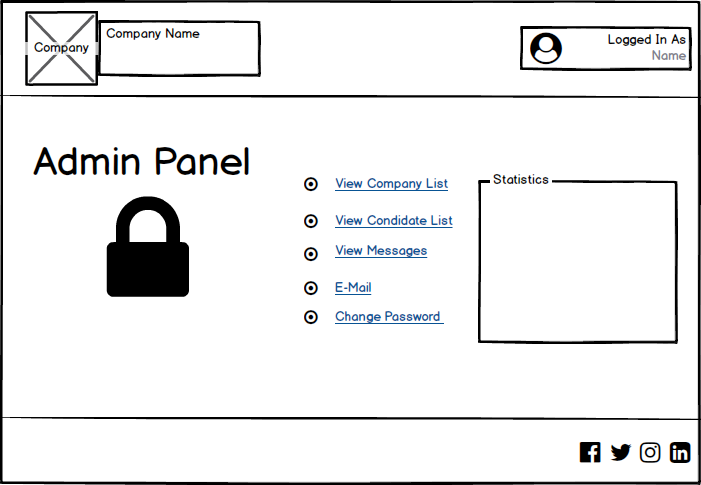 Company
Company Name
Logged In As
Name
Admin Panel
View Company List
View Condidate List
View Messages
E-Mail
Change Password
Statistics